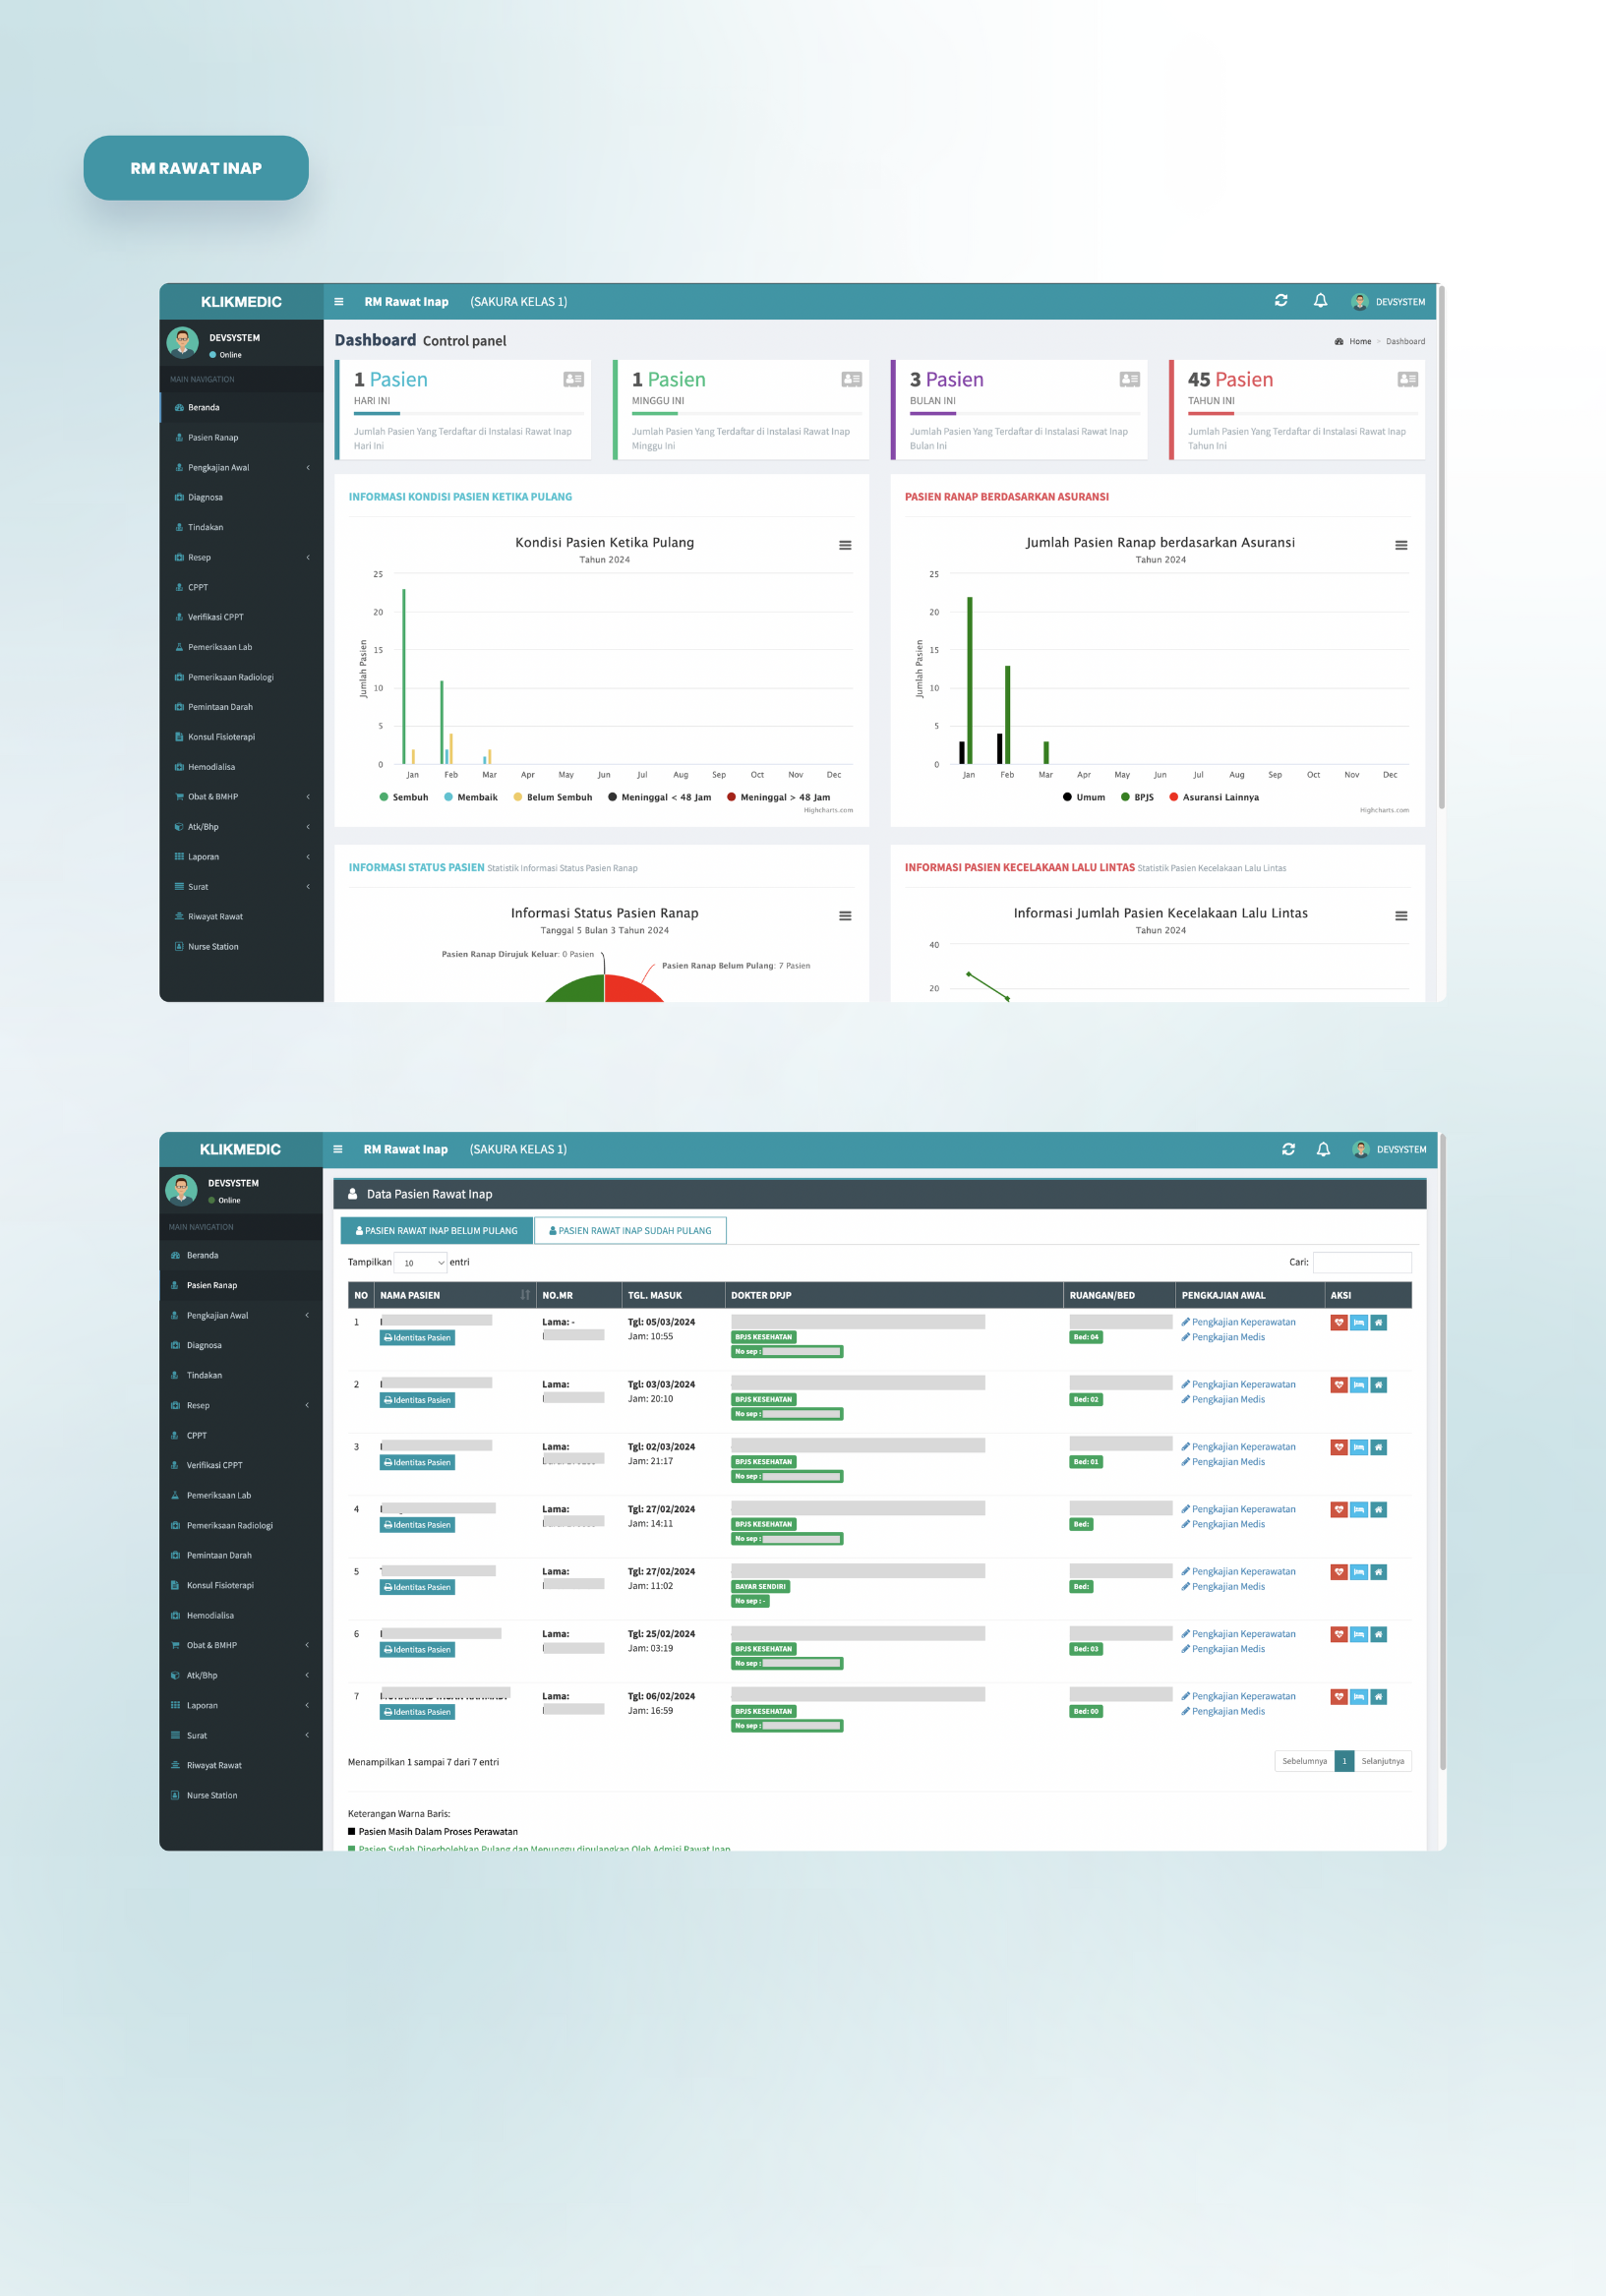 RM RAWAT INAP
KLIKMEDIC
RM Rawat Inap (SAKURA KELAS 1)
DEVSYSTEM
DEVSYSTEM
Online
MAIN NAVIGATION
Beranda
Pasien Ranap
Pengkajian Awal
Diagnosa
Tindakan
Resep
CPPT
Verifikasi CPPT
Pemeriksaan Lab
Pemeriksaan Radiologi
Pemintaan Darah
Konsul Fisioterapi
Hemodialisa
Obat & BMHP
Atk/Bhp
Laporan
Surat
Riwayat Rawat
Nurse Station
Dashboard Control panel
Home > Dashboard
1 Pasien
HARI INI
Jumlah Pasien Yang Terdaftar di Instalasi Rawat Inap
Hari Ini
1 Pasien
MINGGU INI
Jumlah Pasien Yang Terdaftar di Instalasi Rawat Inap
Minggu Ini
3 Pasien
BULAN INI
Jumlah Pasien Yang Terdaftar di Instalasi Rawat Inap
Bulan Ini
45 Pasien
TAHUN INI
Jumlah Pasien Yang Terdaftar di Instalasi Rawat Inap
Tahun Ini
INFORMASI KONDISI PASIEN KETIKA PULANG
Kondisi Pasien Ketika Pulang
Tahun 2024
Jumlah Pasien
25
20
15
10
5
0
Jan Feb Mar Apr May Jun Jul Aug Sep Oct Nov Dec
Sembuh Membaik Belum Sembuh Meninggal < 48 Jam Meninggal > 48 Jam
Highcharts.com
PASIEN RANAP BERDASARKAN ASURANSI
Jumlah Pasien Ranap berdasarkan Asuransi
Tahun 2024
Jumlah Pasien
25
20
15
10
5
0
Jan Feb Mar Apr May Jun Jul Aug Sep Oct Nov Dec
Umum BPJS Asuransi Lainnya
Highcharts.com
INFORMASI STATUS PASIEN Statistik Informasi Status Pasien Ranap
Informasi Status Pasien Ranap
Tanggal 5 Bulan 3 Tahun 2024
Pasien Ranap Dirujuk Keluar: 0 Pasien
Pasien Ranap Belum Pulang: 7 Pasien
INFORMASI PASIEN KECELAKAAN LALU LINTAS Statistik Pasien Kecelakaan Lalu Lintas
Informasi Jumlah Pasien Kecelakaan Lalu Lintas
Tahun 2024
40
20
KLIKMEDIC
RM Rawat Inap (SAKURA KELAS 1)
DEVSYSTEM
DEVSYSTEM
Online
MAIN NAVIGATION
Beranda
Pasien Ranap
Pengkajian Awal
Diagnosa
Tindakan
Resep
CPPT
Verifikasi CPPT
Pemeriksaan Lab
Pemeriksaan Radiologi
Pemintaan Darah
Konsul Fisioterapi
Hemodialisa
Obat & BMHP
Atk/Bhp
Laporan
Surat
Riwayat Rawat
Nurse Station
Data Pasien Rawat Inap
PASIEN RAWAT INAP BELUM PULANG PASIEN RAWAT INAP SUDAH PULANG
Tampilkan 10 entri Cari:
NO NAMA PASIEN NO.MR TGL. MASUK DOKTER DPJP RUANGAN/BED PENGKAJIAN AWAL AKSI
1 Lama: - Tgl: 05/03/2024 Pengkajian Keperawatan
Identitas Pasien Jam: 10:55 BPJS KESEHATAN Bed: 04 Pengkajian Medis
No sep :
2 Lama: Tgl: 03/03/2024 Pengkajian Keperawatan
Identitas Pasien Jam: 20:10 BPJS KESEHATAN Bed: 02 Pengkajian Medis
No sep :
3 Lama: Tgl: 02/03/2024 Pengkajian Keperawatan
Identitas Pasien Jam: 21:17 BPJS KESEHATAN Bed: 01 Pengkajian Medis
No sep :
4 Lama: Tgl: 27/02/2024 Pengkajian Keperawatan
Identitas Pasien Jam: 14:11 BPJS KESEHATAN Bed: Pengkajian Medis
No sep :
5 Lama: Tgl: 27/02/2024 Pengkajian Keperawatan
Identitas Pasien Jam: 11:02 BAYAR SENDIRI Bed: Pengkajian Medis
No sep : -
6 Lama: Tgl: 25/02/2024 Pengkajian Keperawatan
Identitas Pasien Jam: 03:19 BPJS KESEHATAN Bed: 03 Pengkajian Medis
No sep :
7 Lama: Tgl: 06/02/2024 Pengkajian Keperawatan
Identitas Pasien Jam: 16:59 BPJS KESEHATAN Bed: 00 Pengkajian Medis
No sep :
Menampilkan 1 sampai 7 dari 7 entri
Sebelumnya 1 Selanjutnya
Keterangan Warna Baris:
Pasien Masih Dalam Proses Perawatan
Pasien Sudah Diperbolehkan Pulang dan Menunggu dipulangkan Oleh Admisi Rawat Inap